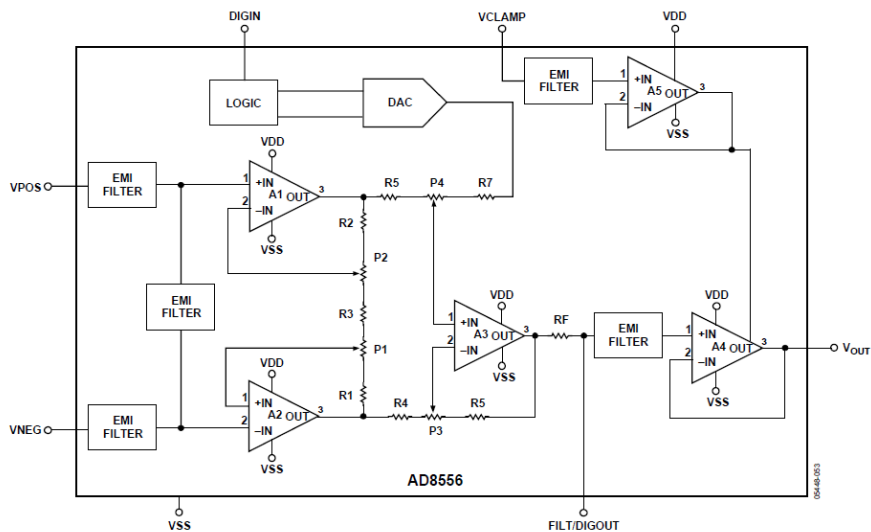 DIGIN
VCLAMP
VDD
EMI
FILTER
1
+IN
A5 OUT
3
2
–IN
VSS
LOGIC
DAC
VDD
VPOS
EMI
FILTER
1
+IN
A1 OUT
3
2
–IN
VSS
R5
P4
R7
R2
P2
EMI
FILTER
R3
P1
R1
VDD
1
+IN
A3 OUT
3
2
–IN
VSS
RF
EMI
FILTER
VDD
1
+IN
A4 OUT
3
2
–IN
VSS
VOUT
VDD
VNEG
EMI
FILTER
1
+IN
A2 OUT
3
2
–IN
VSS
R4
P3
R5
AD8556
VSS
FILT/DIGOUT
05448-053